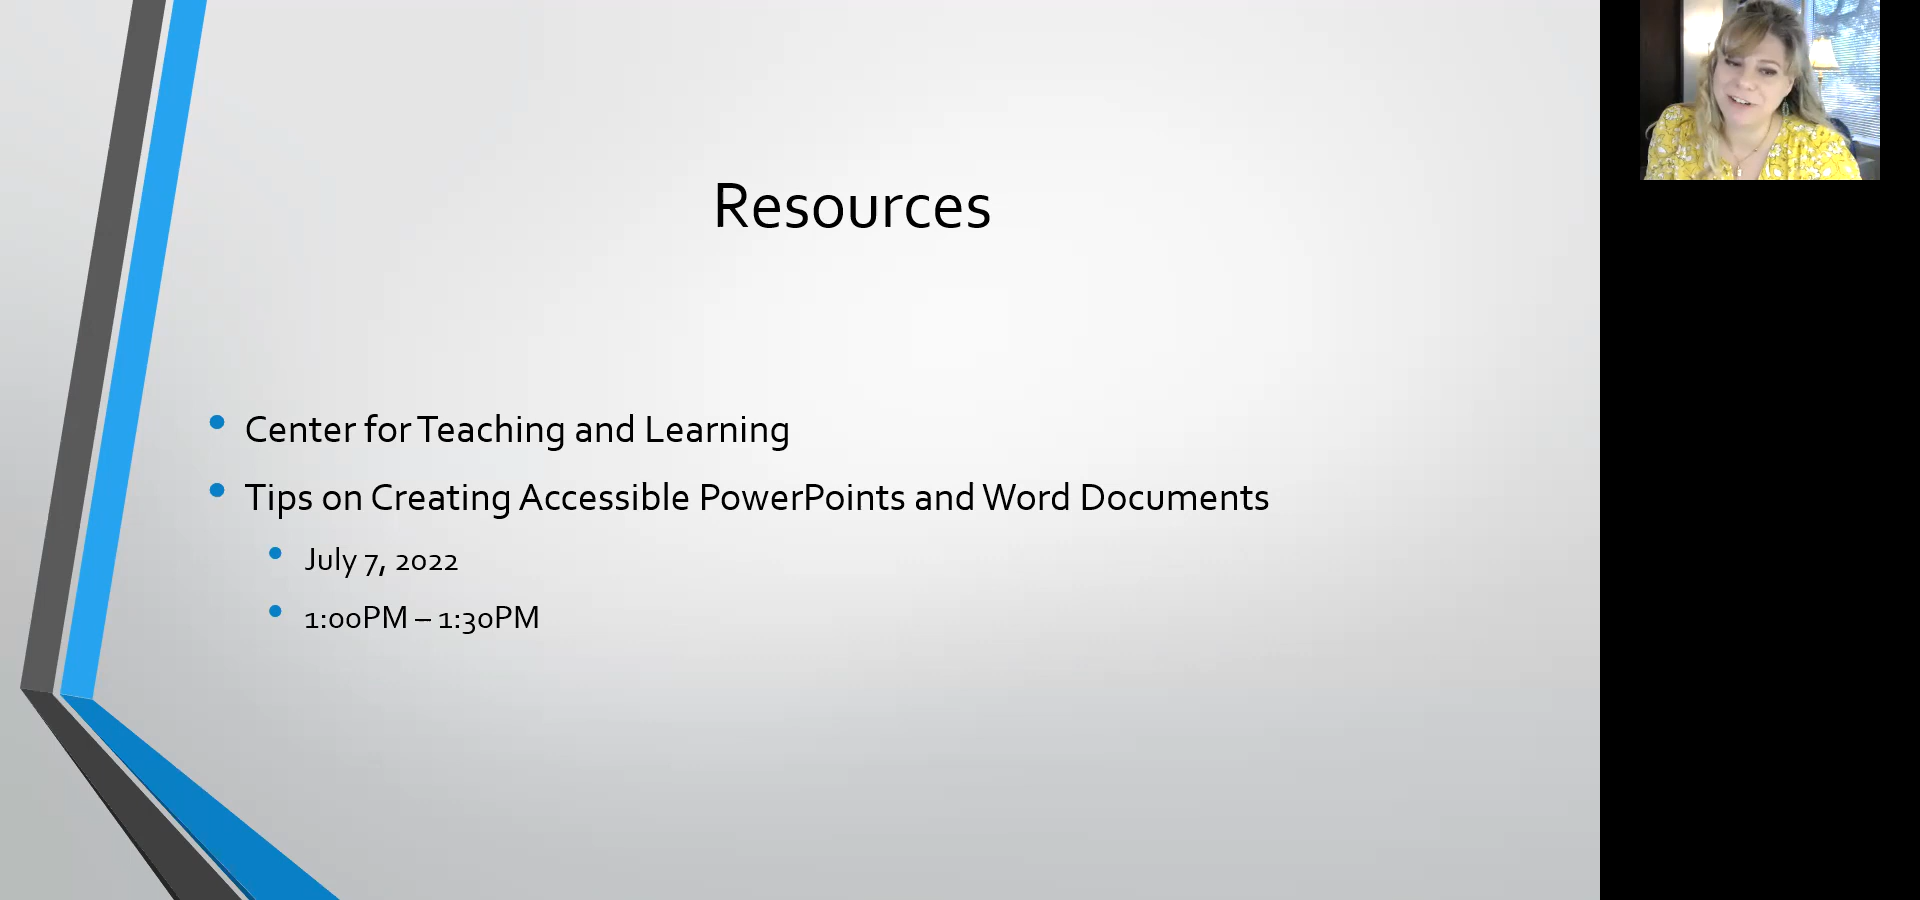 Resources
• Center for Teaching and Learning
• Tips on Creating Accessible PowerPoints and Word Documents
• July 7, 2022
• 1:00PM – 1:30PM